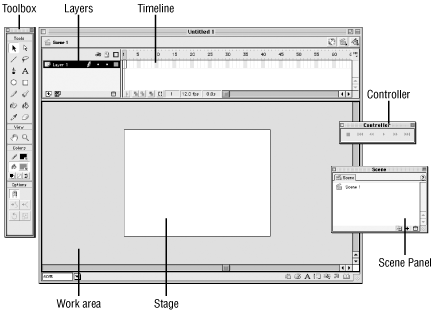 Toolbox
Layers
Timeline
Untitled 1
Tools
Scene 1
1 5 10 15 20 25 30 35 40 45 50 55 60
Layer 1
1 12.0 fps 0.0s
View
Colors
Options
Controller
Controller
Scene
Scene
Scene 1
Scene Panel
Work area
Stage